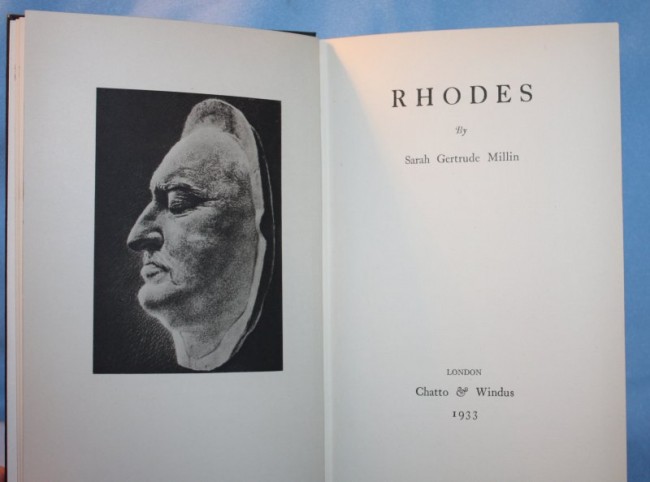 RHODES
By
Sarah Gertrude Millin
LONDON
Chatto & Windus
1933